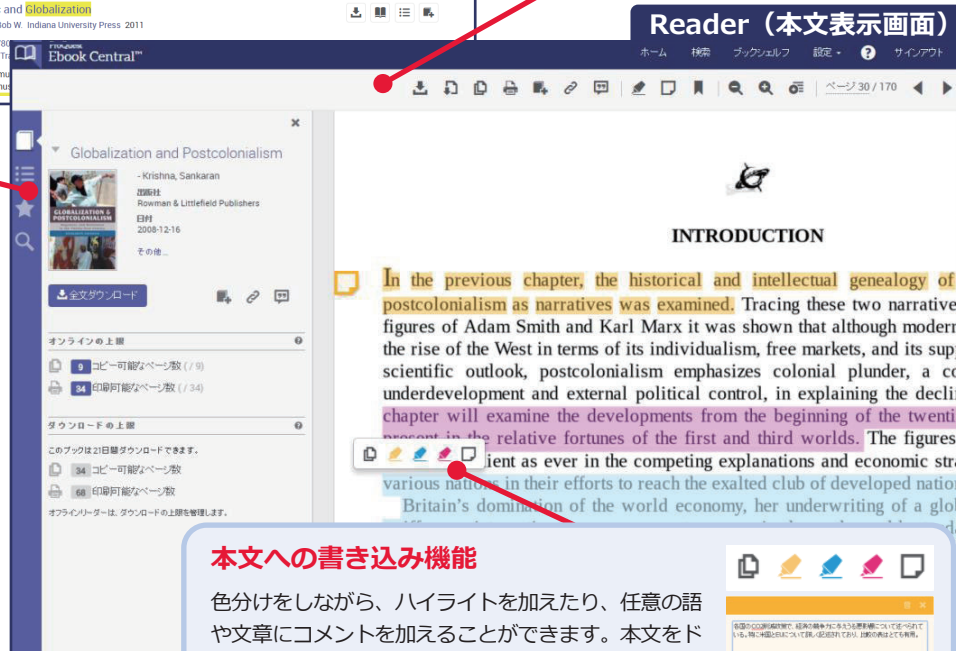 and Globalization
ob W. Indiana University Press 2011
Reader（本文表示画面）
ProQuest
Ebook Central™
ホーム 検索 ブックシェルフ 設定 サインアウト
ページ 30 / 170
Globalization and Postcolonialism
- Krishna, Sankaran
出版社
Rowman & Littlefield Publishers
日付
2008-12-16
その他...
GLOBALIZATION &
POSTCOLONIALISM
全文ダウンロード
オンラインの上限
9 コピー可能なページ数 ( / 9)
34 印刷可能なページ数 ( / 34)
ダウンロードの上限
このブックは21日間ダウンロードできます。
34 コピー可能なページ数
68 印刷可能なページ数
オフラインリーダーは、ダウンロードの上限を管理します。
INTRODUCTION
In the previous chapter, the historical and intellectual genealogy of
postcolonialism as narratives was examined. Tracing these two narrative
figures of Adam Smith and Karl Marx it was shown that although modern
the rise of the West in terms of its individualism, free markets, and its sup
scientific outlook, postcolonialism emphasizes colonial plunder, a co
underdevelopment and external political control, in explaining the declin
chapter will examine the developments from the beginning of the twenti
present in the relative fortunes of the first and third worlds. The figures
ient as ever in the competing explanations and economic stra
various nations in their efforts to reach the exalted club of developed nation
Britain's domination of the world economy, her underwriting of a glob
本文への書き込み機能
色分けをしながら、ハイライトを加えたり、任意の語
や文章にコメントを加えることができます。本文をド